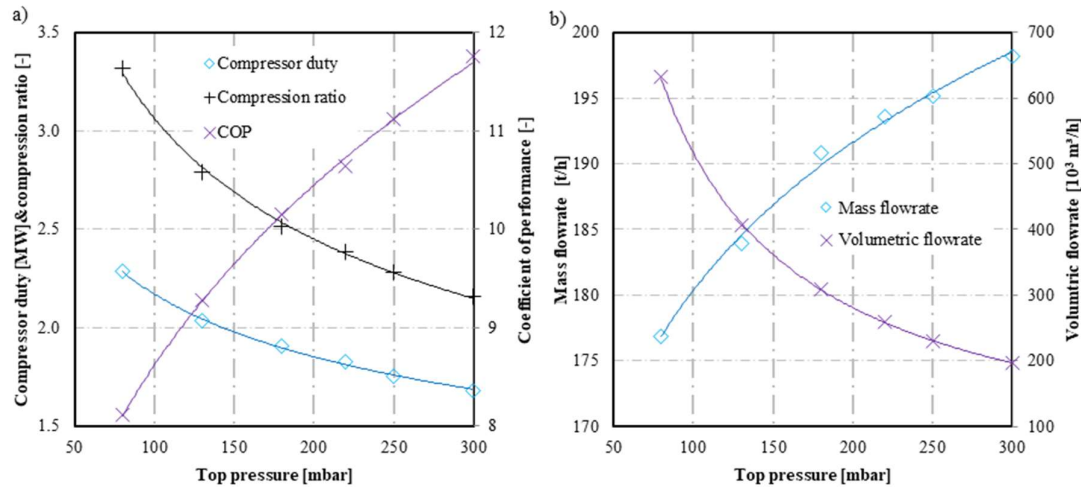 a)
3.5
3.0
2.5
2.0
1.5
Compressor duty [MW]&compression ratio [-]
12
11
10
9
8
Coefficient of performance [-]
Compressor duty
Compression ratio
COP
50 100 150 200 250 300
Top pressure [mbar]
b)
200
195
190
185
180
175
170
Mass flowrate [t/h]
700
600
500
400
300
200
100
Volumtric flowrate [10³ m³/h]
Mass flowrate
Volumetric flowrate
50 100 150 200 250 300
Top pressure [mbar]